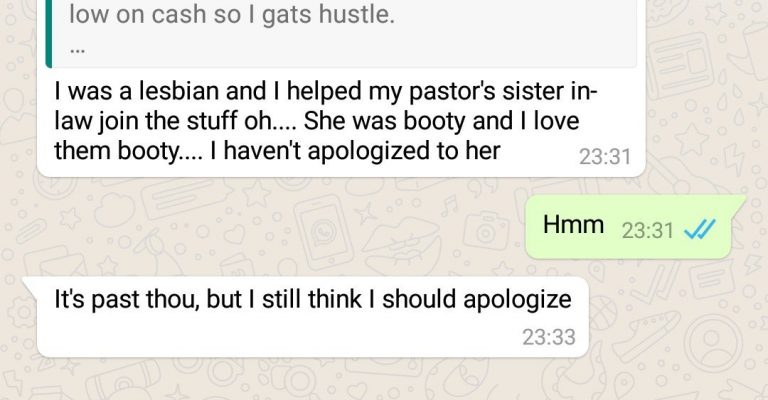 low on cash so I gats hustle.
...
I was a lesbian and I helped my pastor's sister in-
law join the stuff oh.... She was booty and I love
them booty.... I haven't apologized to her
23:31
Hmm 23:31
It's past thou, but I still think I should apologize
23:33